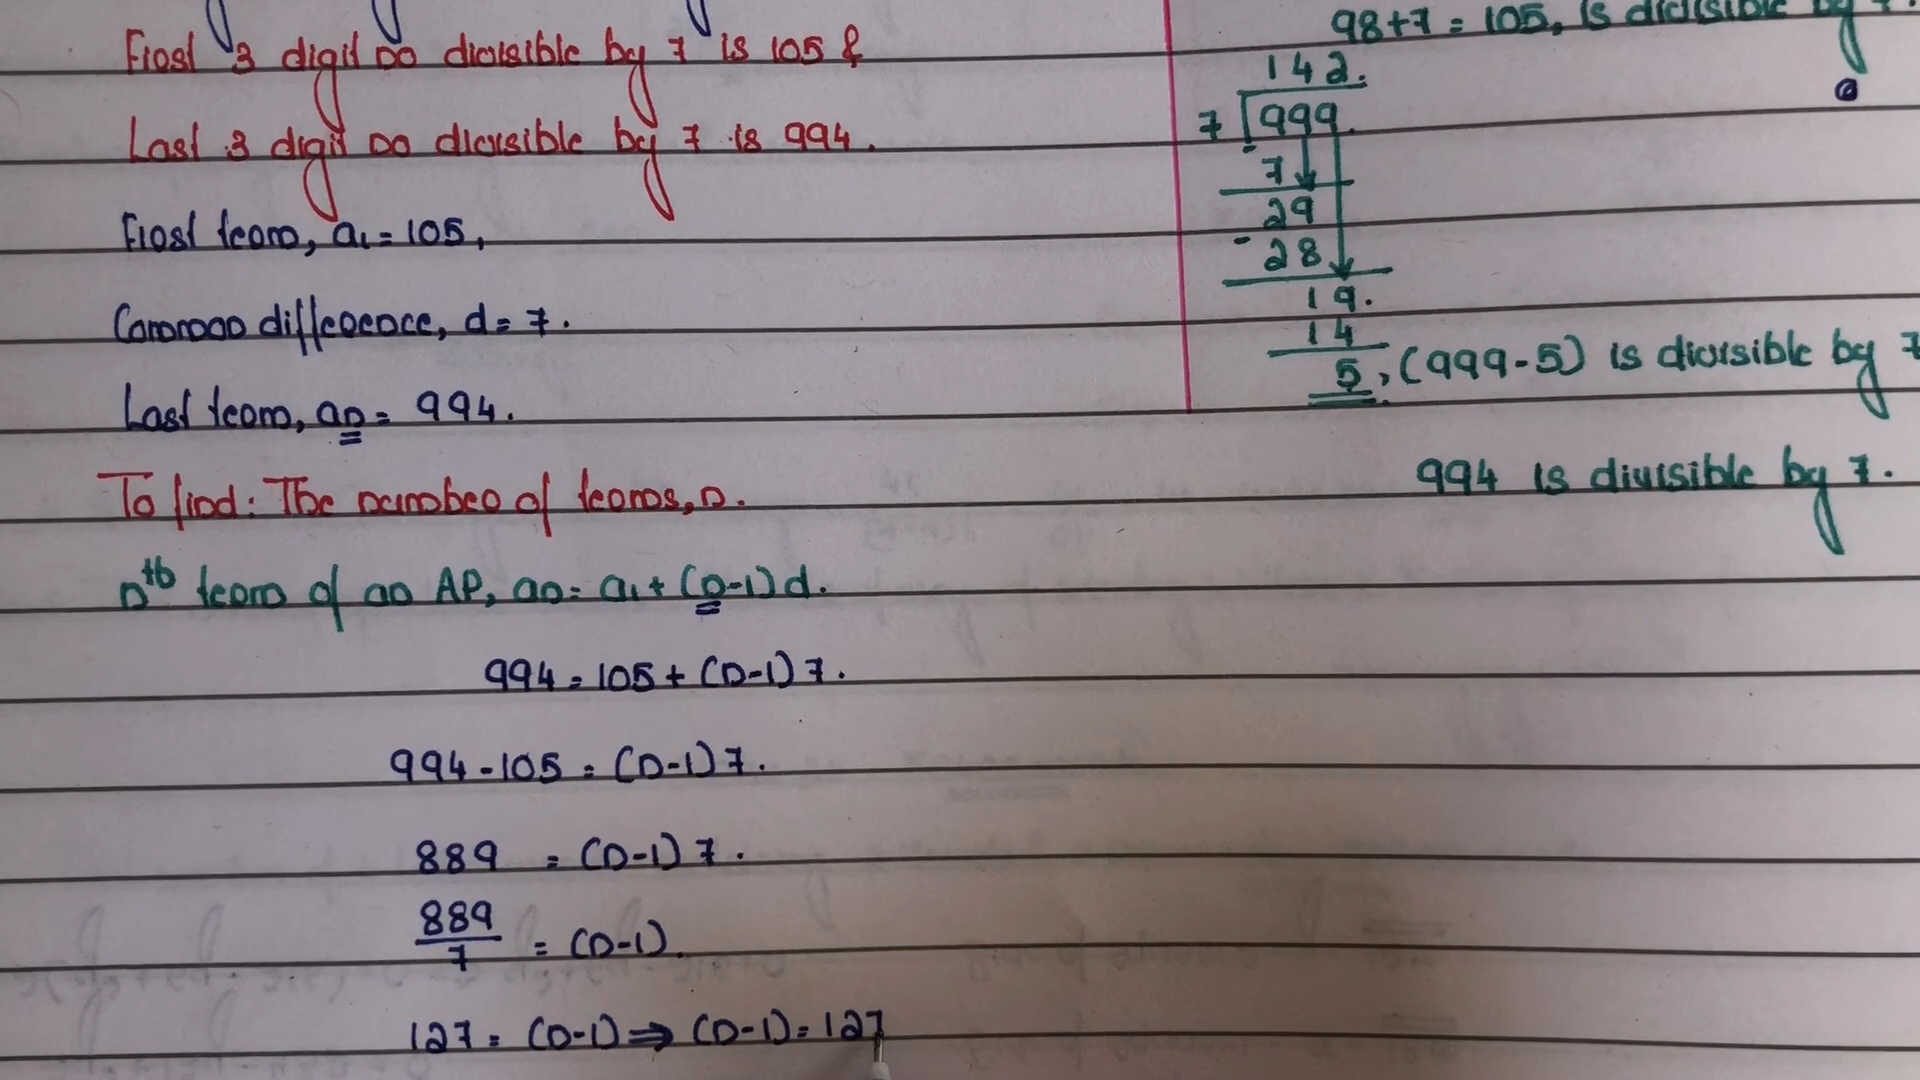 First 3 digit no divisible by 7 is 105 &
Last 3 digit no divisible by 7 is 994.
First term, a₁ = 105,
Common difference, d = 7.
Last term, an = 994.
To find: The number of terms, n.
nth term of an AP, an = a₁ + (n-1)d.
994 = 105 + (n-1) 7.
994 - 105 = (n-1) 7.
889 = (n-1) 7.
889/7 = (n-1).
127 = (n-1) ⇒ (n-1) = 127
98+7 = 105, is divisible by 7.
142.
7 999.
- 7
29
- 28
19.
14
5, (999-5) is divisible by 7
994 is divisible by 7.